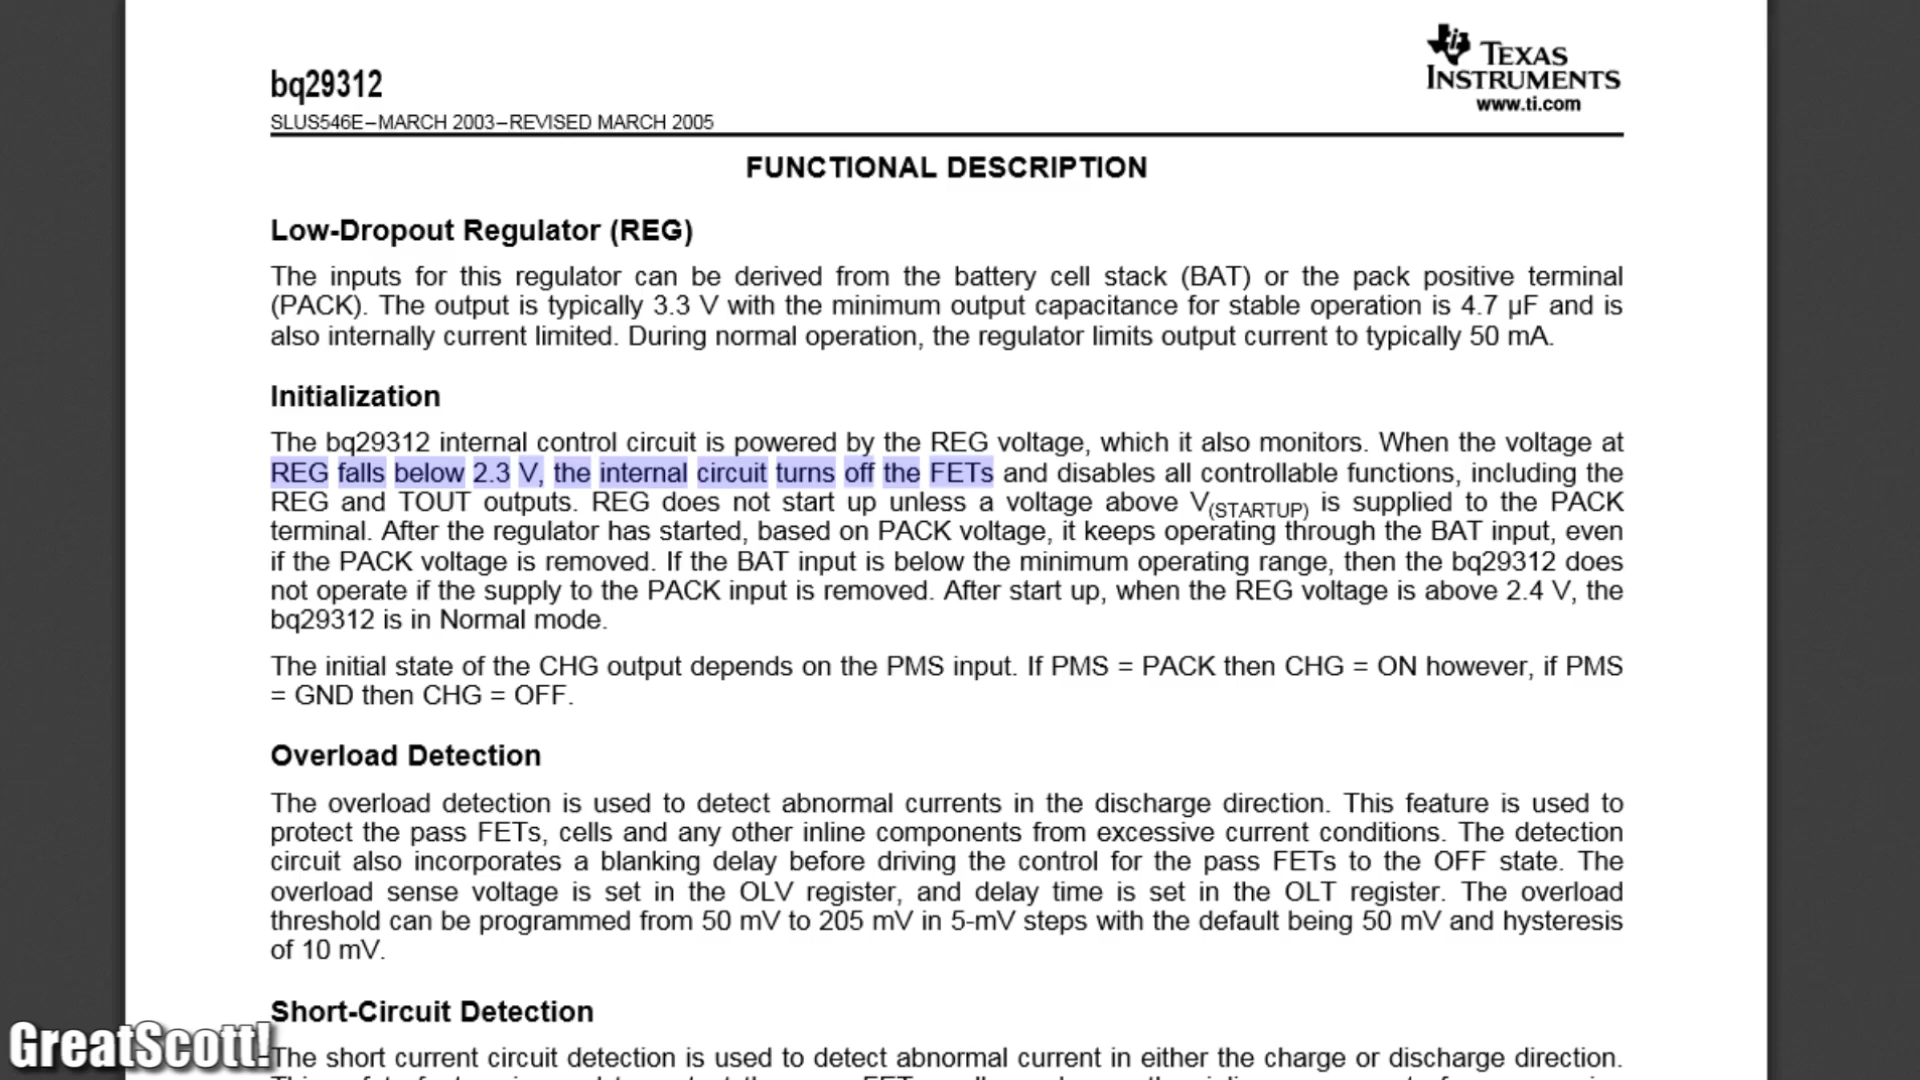 TEXAS
INSTRUMENTS
www.ti.com
bq29312
SLUS546E–MARCH 2003–REVISED MARCH 2005
FUNCTIONAL DESCRIPTION
Low-Dropout Regulator (REG)
The inputs for this regulator can be derived from the battery cell stack (BAT) or the pack positive terminal
(PACK). The output is typically 3.3 V with the minimum output capacitance for stable operation is 4.7 µF and is
also internally current limited. During normal operation, the regulator limits output current to typically 50 mA.
Initialization
The bq29312 internal control circuit is powered by the REG voltage, which it also monitors. When the voltage at
REG falls below 2.3 V, the internal circuit turns off the FETs and disables all controllable functions, including the
REG and TOUT outputs. REG does not start up unless a voltage above V(STARTUP) is supplied to the PACK
terminal. After the regulator has started, based on PACK voltage, it keeps operating through the BAT input, even
if the PACK voltage is removed. If the BAT input is below the minimum operating range, then the bq29312 does
not operate if the supply to the PACK input is removed. After start up, when the REG voltage is above 2.4 V, the
bq29312 is in Normal mode.
The initial state of the CHG output depends on the PMS input. If PMS = PACK then CHG = ON however, if PMS
= GND then CHG = OFF.
Overload Detection
The overload detection is used to detect abnormal currents in the discharge direction. This feature is used to
protect the pass FETs, cells and any other inline components from excessive current conditions. The detection
circuit also incorporates a blanking delay before driving the control for the pass FETs to the OFF state. The
overload sense voltage is set in the OLV register, and delay time is set in the OLT register. The overload
threshold can be programmed from 50 mV to 205 mV in 5-mV steps with the default being 50 mV and hysteresis
of 10 mV.
Short-Circuit Detection
The short current circuit detection is used to detect abnormal current in either the charge or discharge direction.
GreatScott!